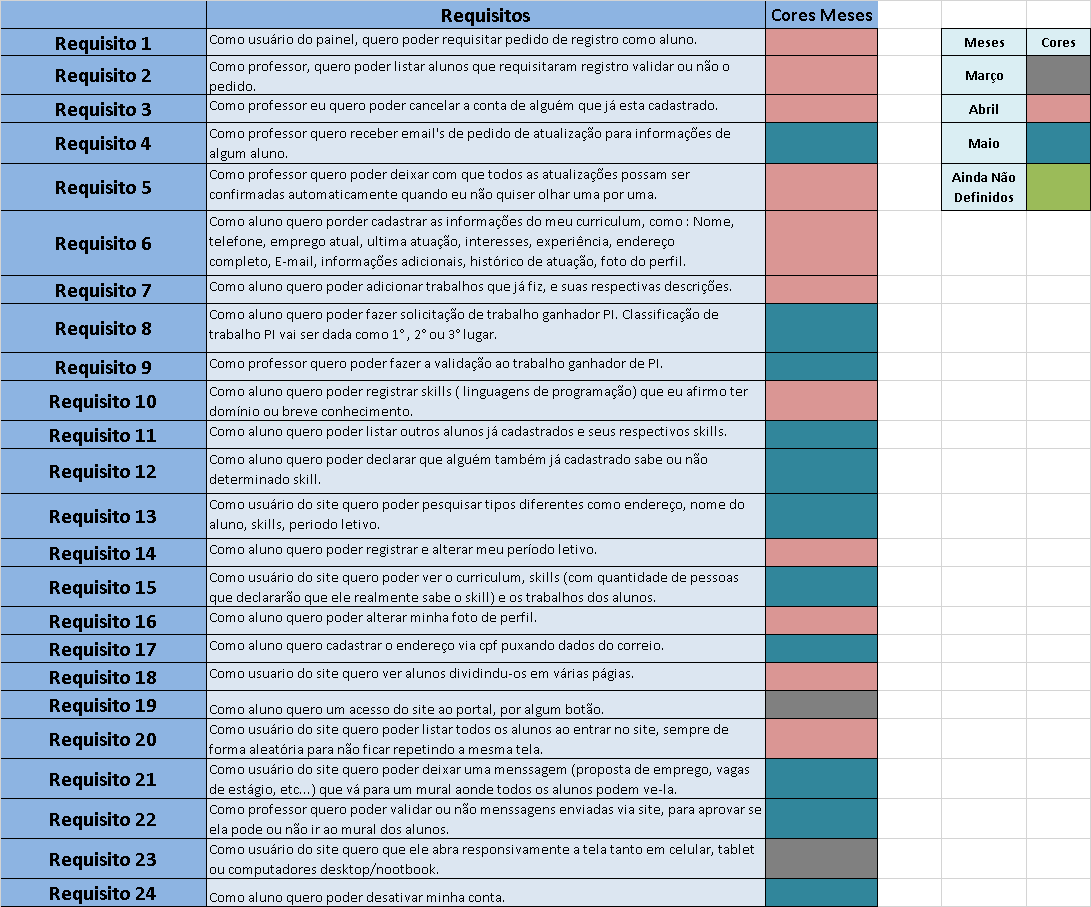 Requisitos
Cores Meses
Requisito 1
Como usuário do painel, quero poder requisitar pedido de registro como aluno.
Requisito 2
Como professor, quero poder listar alunos que requisitaram registro validar ou não o
pedido.
Requisito 3
Como professor eu quero poder cancelar a conta de alguém que já esta cadastrado.
Requisito 4
Como professor quero receber email's de pedido de atualização para informações de
algum aluno.
Requisito 5
Como professor quero poder deixar com que todos as atualizações possam ser
confirmadas automaticamente quando eu não quiser olhar uma por uma.
Requisito 6
Como aluno quero porder cadastrar as informações do meu curriculum, como : Nome,
telefone, emprego atual, ultima atuação, interesses, experiência, endereço
completo, E-mail, informações adicionais, histórico de atuação, foto do perfil.
Requisito 7
Como aluno quero poder adicionar trabalhos que já fiz, e suas respectivas descrições.
Requisito 8
Como aluno quero poder fazer solicitação de trabalho ganhador PI. Classificação de
trabalho PI vai ser dada como 1° , 2° ou 3° lugar.
Requisito 9
Como professor quero poder fazer a validação ao trabalho ganhador de PI.
Requisito 10
Como aluno quero poder registrar skills ( linguagens de programação) que eu afirmo ter
domínio ou breve conhecimento.
Requisito 11
Como aluno quero poder listar outros alunos já cadastrados e seus respectivos skills.
Requisito 12
Como aluno quero poder declarar que alguém também já cadastrado sabe ou não
determinado skill.
Requisito 13
Como usuário do site quero poder pesquisar tipos diferentes como endereço, nome do
aluno, skills, periodo letivo.
Requisito 14
Como aluno quero poder registrar e alterar meu período letivo.
Requisito 15
Como usuário do site quero poder ver o curriculum, skills (com quantidade de pessoas
que declararão que ele realmente sabe o skill) e os trabalhos dos alunos.
Requisito 16
Como aluno quero poder alterar minha foto de perfil.
Requisito 17
Como aluno quero cadastrar o endereço via cpf puxando dados do correio.
Requisito 18
Como usuario do site quero ver alunos dividindu-os em várias págias.
Requisito 19
Como aluno quero um acesso do site ao portal, por algum botão.
Requisito 20
Como usuário do site quero poder listar todos os alunos ao entrar no site, sempre de
forma aleatória para não ficar repetindo a mesma tela.
Requisito 21
Como usuário do site quero poder deixar uma menssagem (proposta de emprego, vagas
de estágio, etc...) que vá para um mural aonde todos os alunos podem ve-la.
Requisito 22
Como professor quero poder validar ou não menssagens enviadas via site, para aprovar se
ela pode ou não ir ao mural dos alunos.
Requisito 23
Como usuário do site quero que ele abra responsivamente a tela tanto em celular, tablet
ou computadores desktop/nootbook.
Requisito 24
Como aluno quero poder desativar minha conta.
Meses
Cores
Março
Abril
Maio
Ainda Não
Definidos